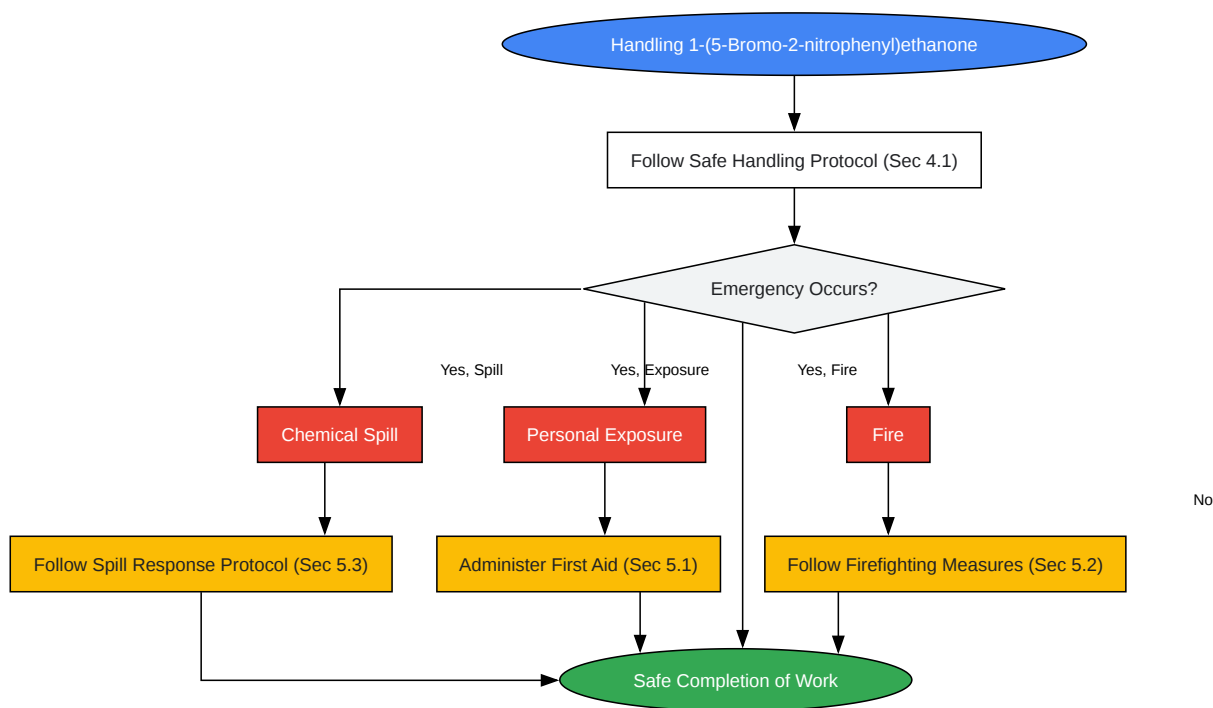 Handling 1-(5-Bromo-2-nitrophenyl)ethanone
Follow Safe Handling Protocol (Sec 4.1)
Emergency Occurs?
Yes, Spill
Yes, Exposure
Yes, Fire
Chemical Spill
Personal Exposure
Fire
No
Follow Spill Response Protocol (Sec 5.3)
Administer First Aid (Sec 5.1)
Follow Firefighting Measures (Sec 5.2)
Safe Completion of Work